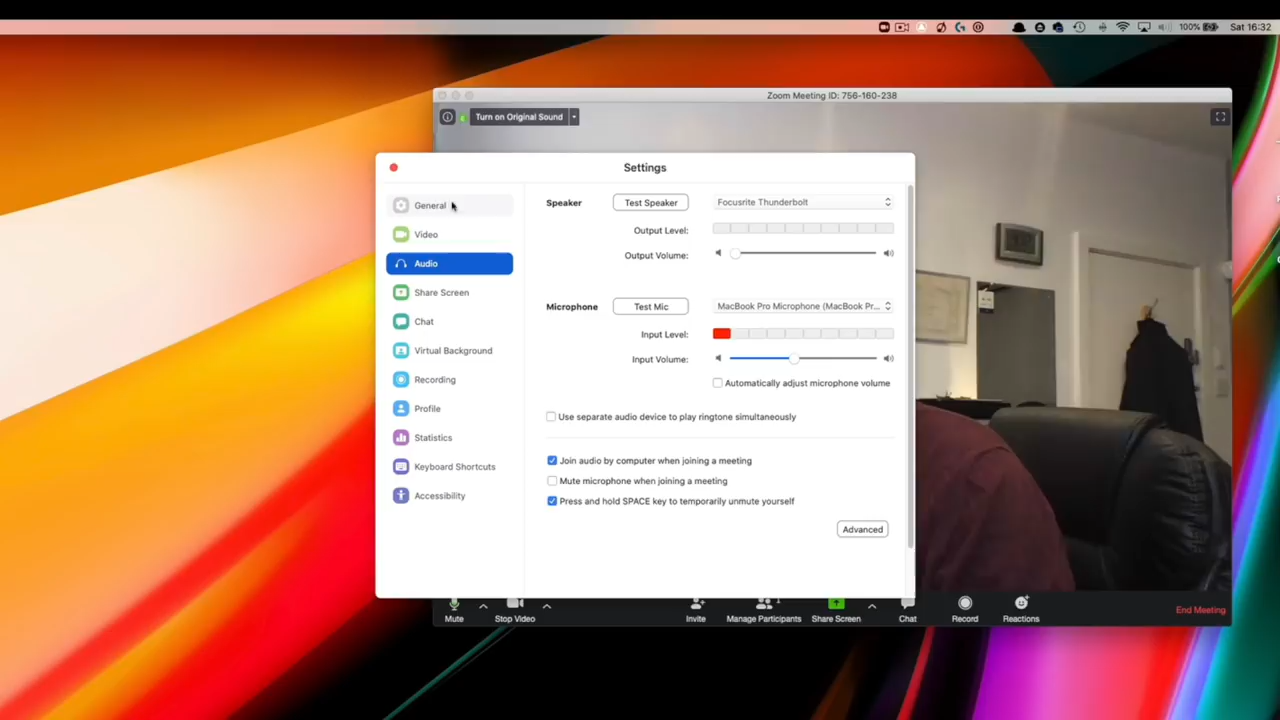 100% Sat 16:32
Zoom Meeting ID: 756-160-238
Turn on Original Sound
Settings
General
Video
Audio
Share Screen
Chat
Virtual Background
Recording
Profile
Statistics
Keyboard Shortcuts
Accessibility
Speaker Test Speaker Focusrite Thunderbolt
Output Level:
Output Volume:
Microphone Test Mic MacBook Pro Microphone (MacBook Pr...
Input Level:
Input Volume:
Automatically adjust microphone volume
Use separate audio device to play ringtone simultaneously
Join audio by computer when joining a meeting
Mute microphone when joining a meeting
Press and hold SPACE key to temporarily unmute yourself
Advanced
Mute Stop Video Invite Manage Participants 1 Share Screen Chat Record Reactions End Meeting